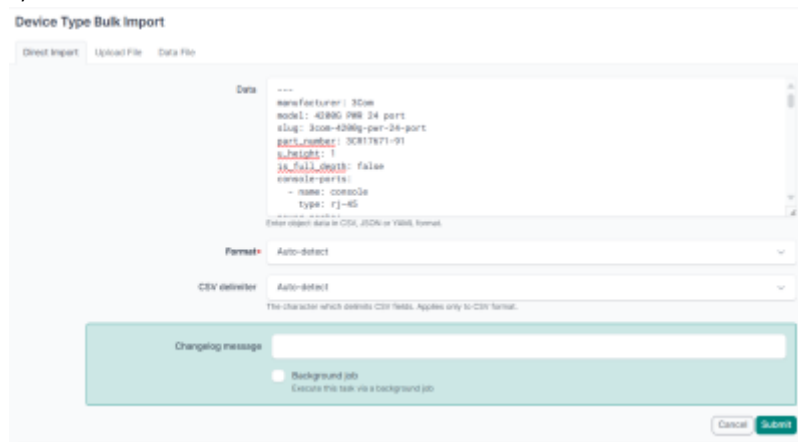 Device Type Bulk Import
Direct Import Upload File Data File
Data
---
manufacturer: 3Com
model: 4200G PWR 24 port
slug: 3com-4200g-pwr-24-port
part_number: 3CR17671-91
u_height: 1
is_full_depth: false
console-ports:
- name: console
type: rj-45
Enter object data in CSV, JSON or YAML format.
Format* Auto-detect
CSV delimiter Auto-detect
The character which delimits CSV fields. Applies only to CSV format.
Changelog message
Background job
Execute this task via a background job
Cancel Submit